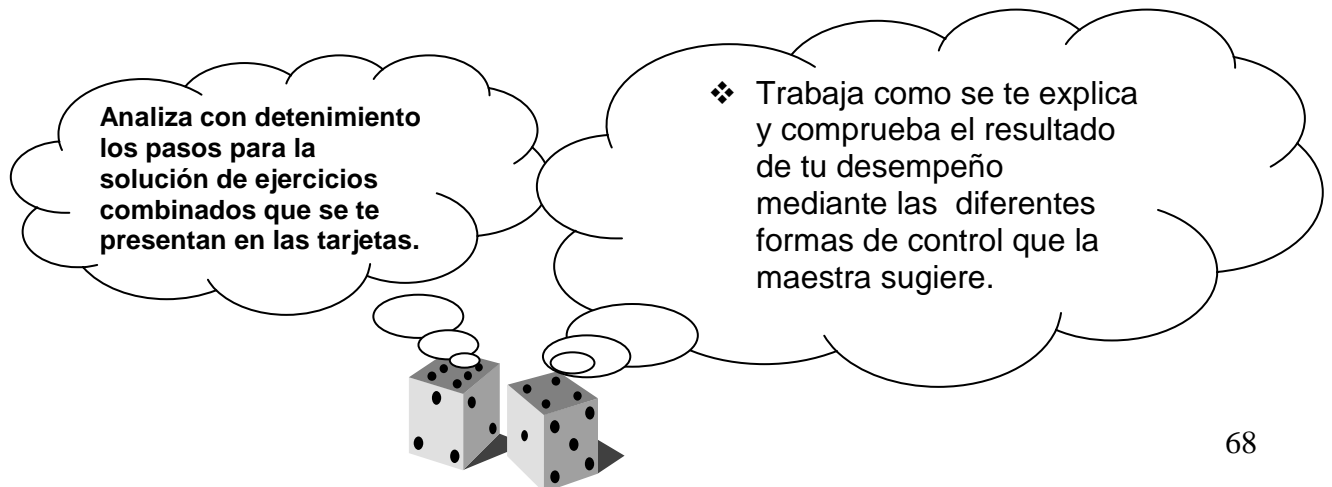 Analiza con detenimiento
los pasos para la
solución de ejercicios
combinados que se te
presentan en las tarjetas.
❖ Trabaja como se te explica
y comprueba el resultado
de tu desempeño
mediante las diferentes
formas de control que la
maestra sugiere.
68